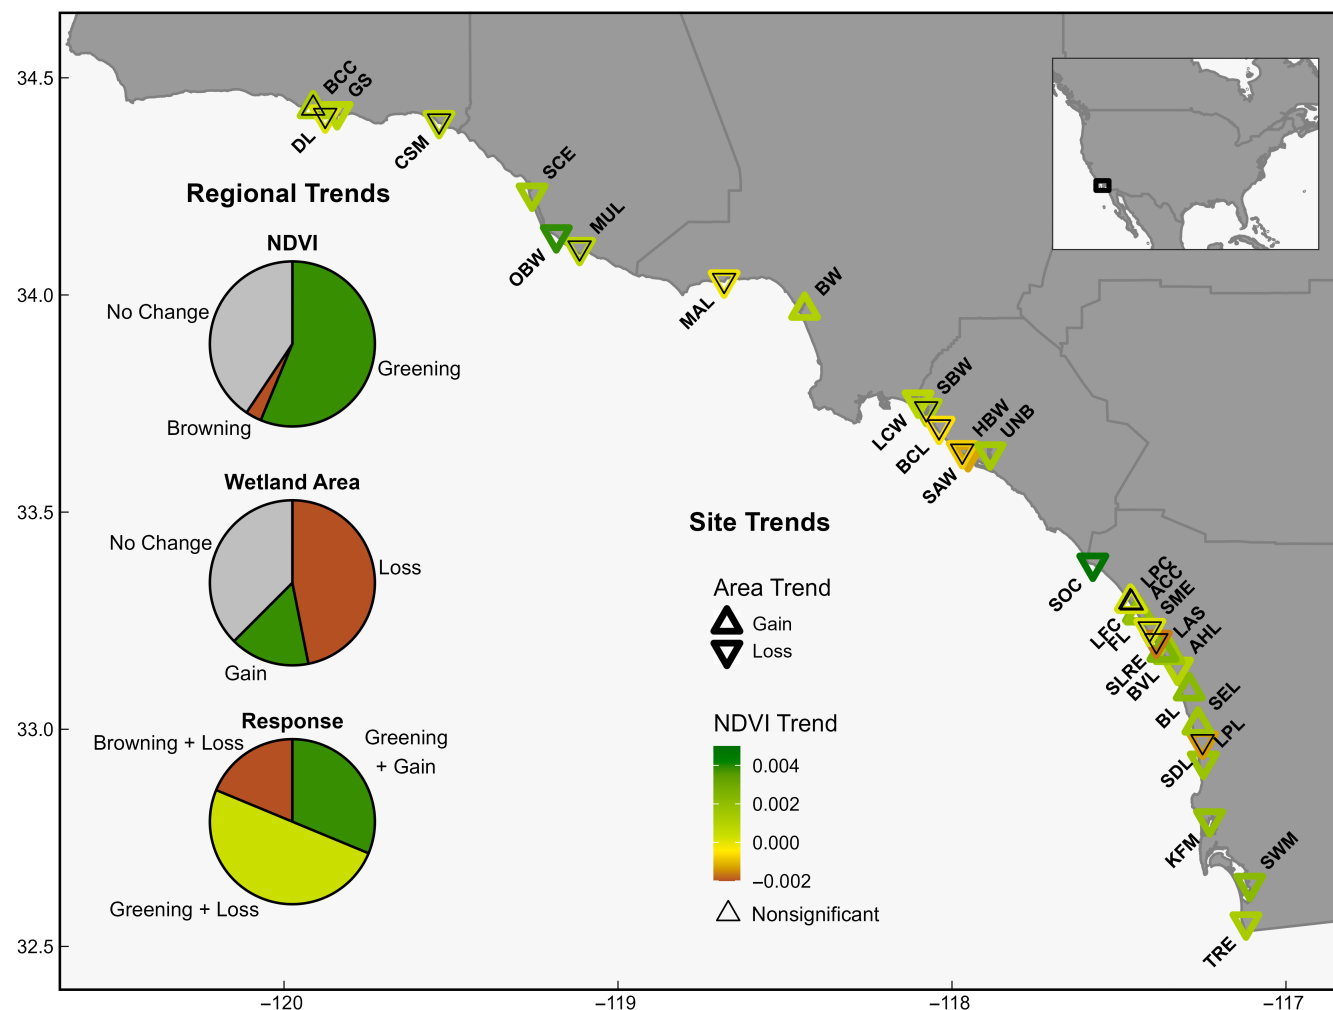 34.5
34.0
33.5
33.0
32.5
−120
−119
−118
−117
BCC
GS
DL
CSM
SCE
OBW
MUL
MAL
BW
SBW
LCW
BCL
HBW
UNB
SAW
SOC
LPC
ACC
SME
LFC
FL
LAS
AHL
SLRE
BVL
BL
SEL
LPL
SDL
KFM
SWM
TRE
Regional Trends
NDVI
No Change
Greening
Browning
Wetland Area
No Change
Loss
Gain
Response
Browning + Loss
Greening
+ Gain
Greening + Loss
Site Trends
Area Trend
Gain
Loss
NDVI Trend
0.004
0.002
0.000
−0.002
Nonsignificant